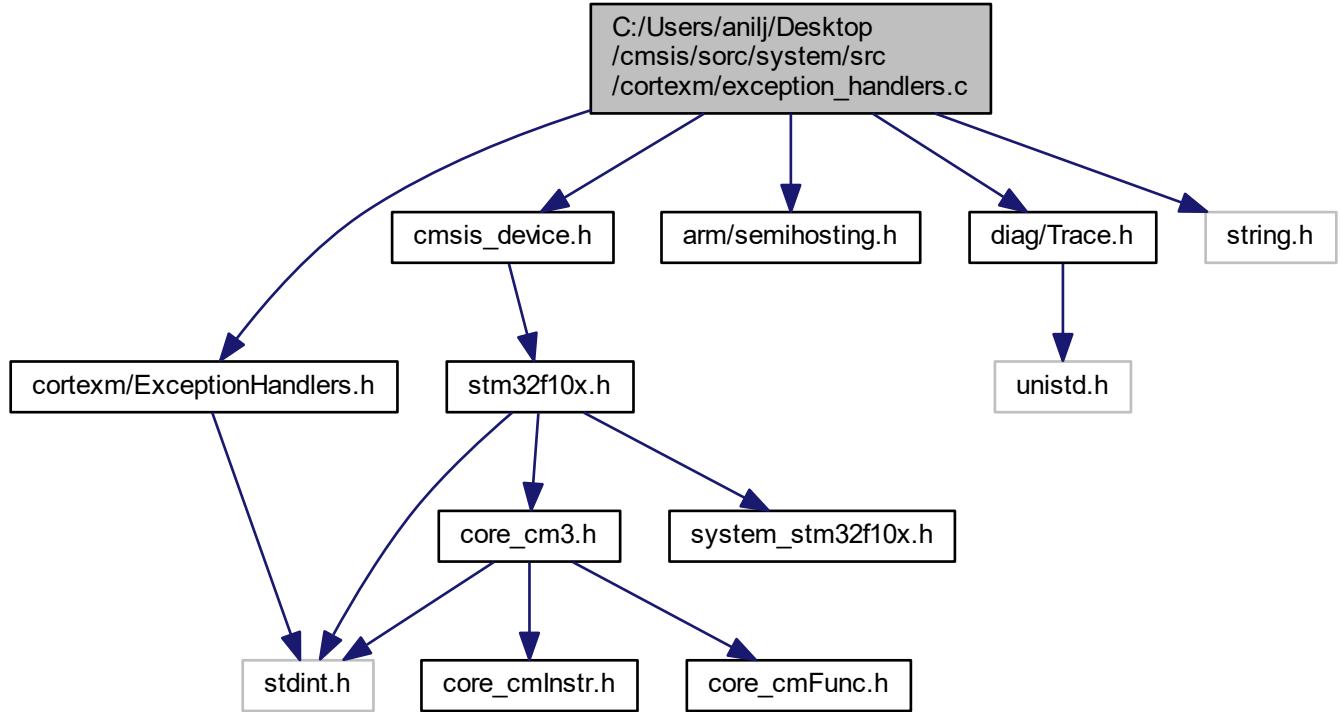 C:/Users/anilj/Desktop
/cmsis/sorc/system/src
/cortexm/exception_handlers.c
cmsis_device.h
arm/semihosting.h
diag/Trace.h
string.h
cortexm/ExceptionHandlers.h
stm32f10x.h
unistd.h
core_cm3.h
system_stm32f10x.h
stdint.h
core_cmInstr.h
core_cmFunc.h